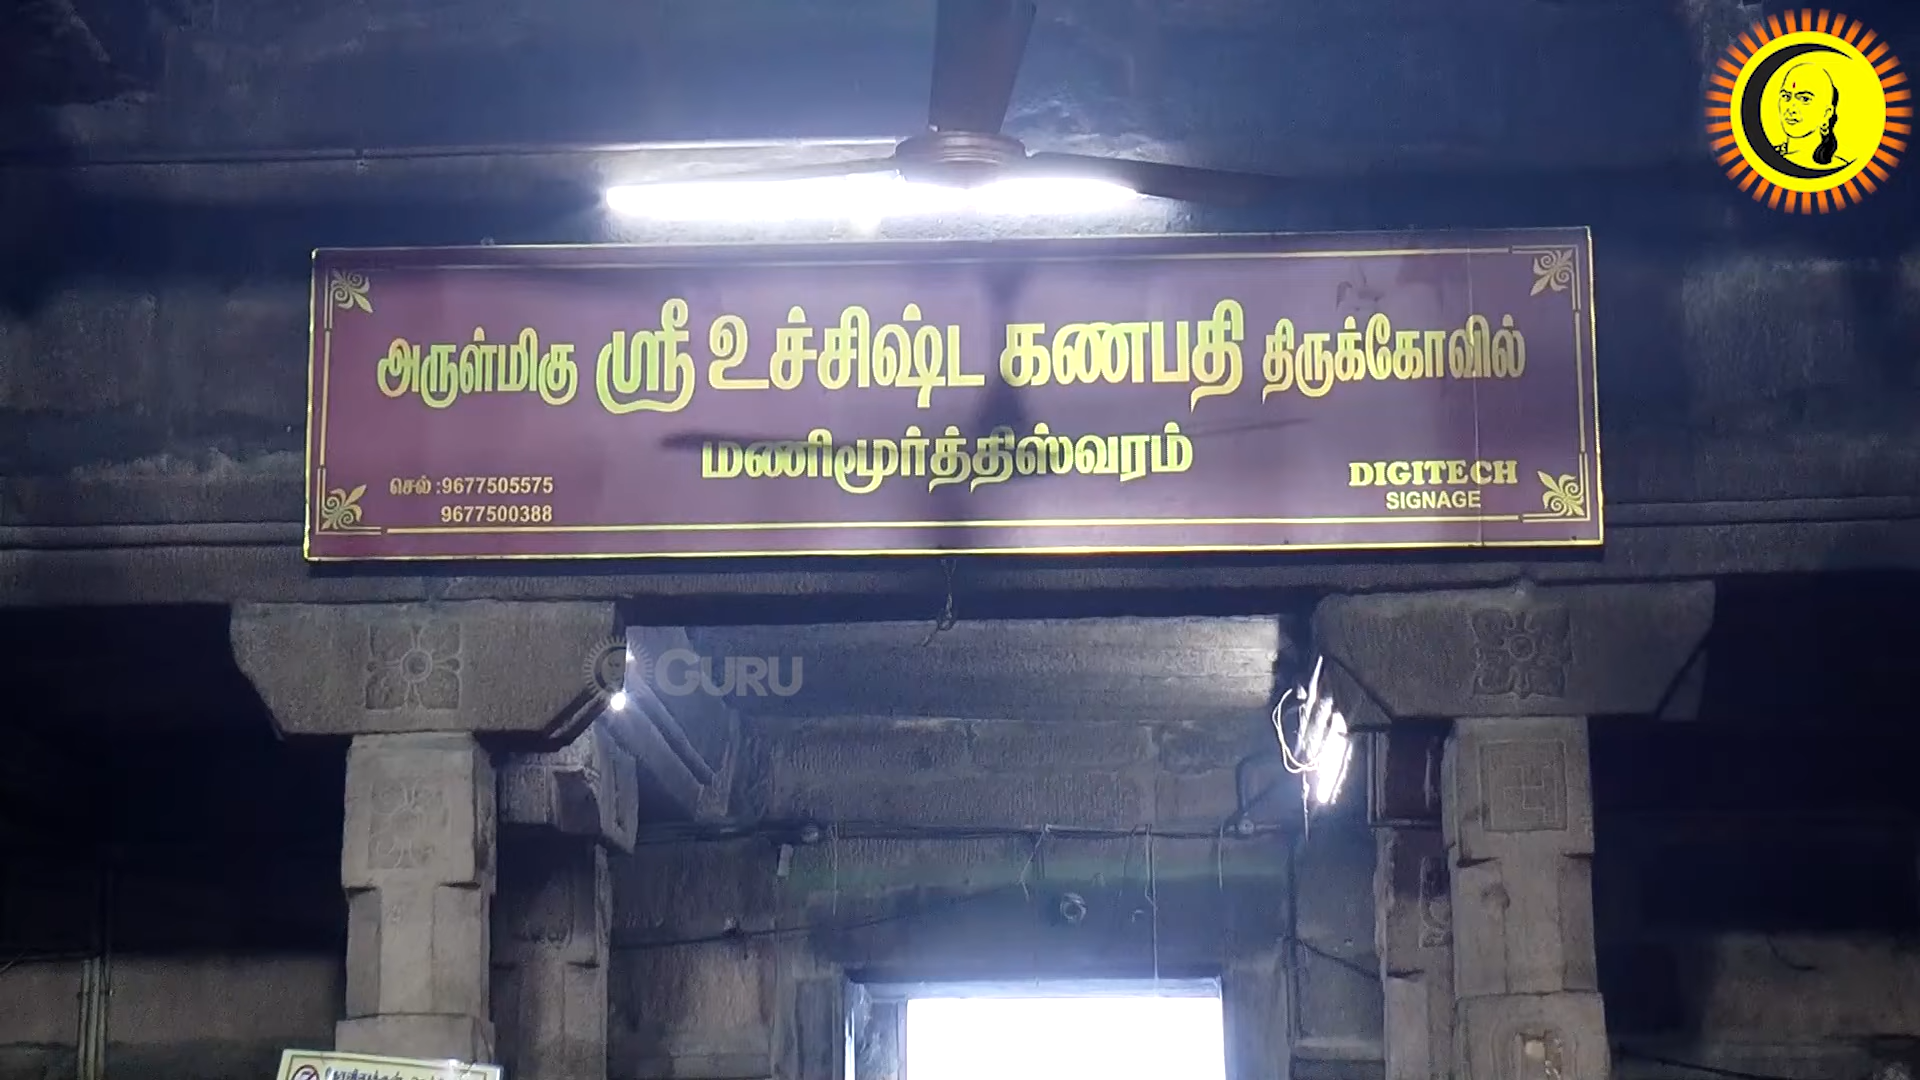 அருள்மிகு ஸ்ரீ உச்சிஷ்ட கணபதி திருக்கோவில்
மணிமூர்த்திஸ்வரம்
செல் :9677505575
9677500388
DIGITECH
SIGNAGE
GURU